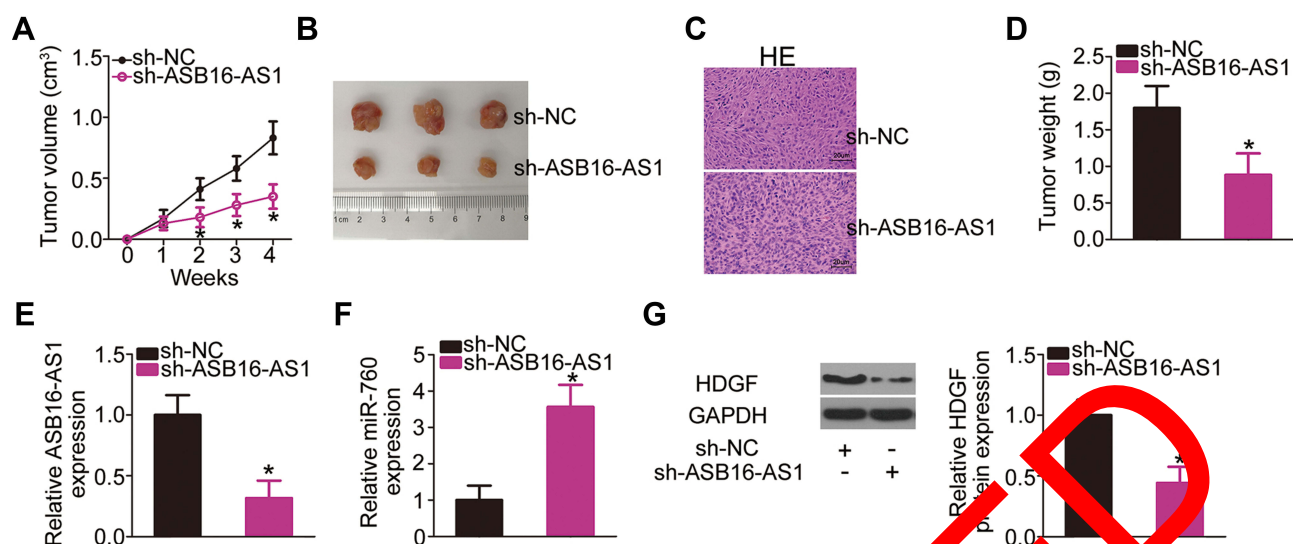 A
Tumor volume (cm³)
1.5
1.0
0.5
0.0
sh-NC
sh-ASB16-AS1
*
*
*
0 1 2 3 4
Weeks
B
sh-NC
sh-ASB16-AS1
1cm 2 3 4 5 6 7 8 9
C
HE
sh-NC
20um
sh-ASB16-AS1
20um
D
Tumor weight (g)
2.5
2.0
1.5
1.0
0.5
0.0
sh-NC
sh-ASB16-AS1
*
E
Relative ASB16-AS1
expression
1.5
1.0
0.5
0.0
sh-NC
sh-ASB16-AS1
*
F
Relative miR-760
expression
5
4
3
2
1
0
sh-NC
sh-ASB16-AS1
*
G
HDGF
GAPDH
sh-NC + -
sh-ASB16-AS1 - +
Relative HDGF
protein expression
1.5
1.0
0.5
0.0
sh-NC
sh-ASB16-AS1
*